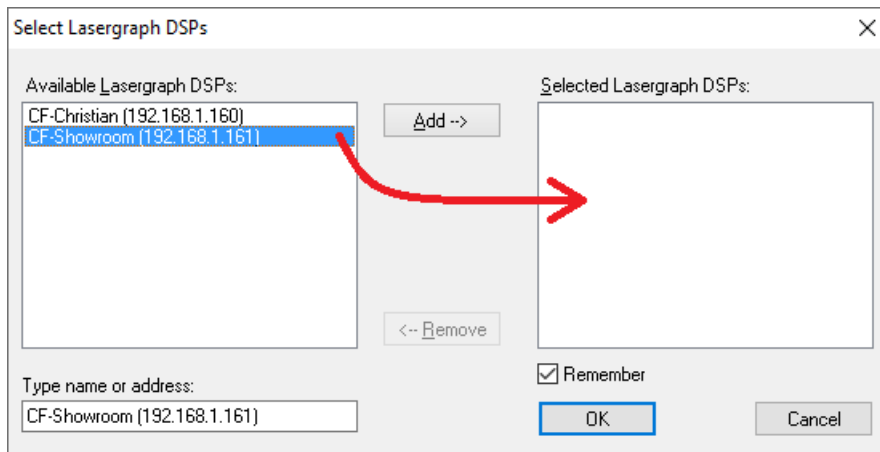 Select Lasergraph DSPs
Available Lasergraph DSPs:
CF-Christian (192.168.1.160)
CF-Showroom (192.168.1.161)
Add -->
<-- Remove
Selected Lasergraph DSPs:
Type name or address:
CF-Showroom (192.168.1.161)
Remember
OK
Cancel